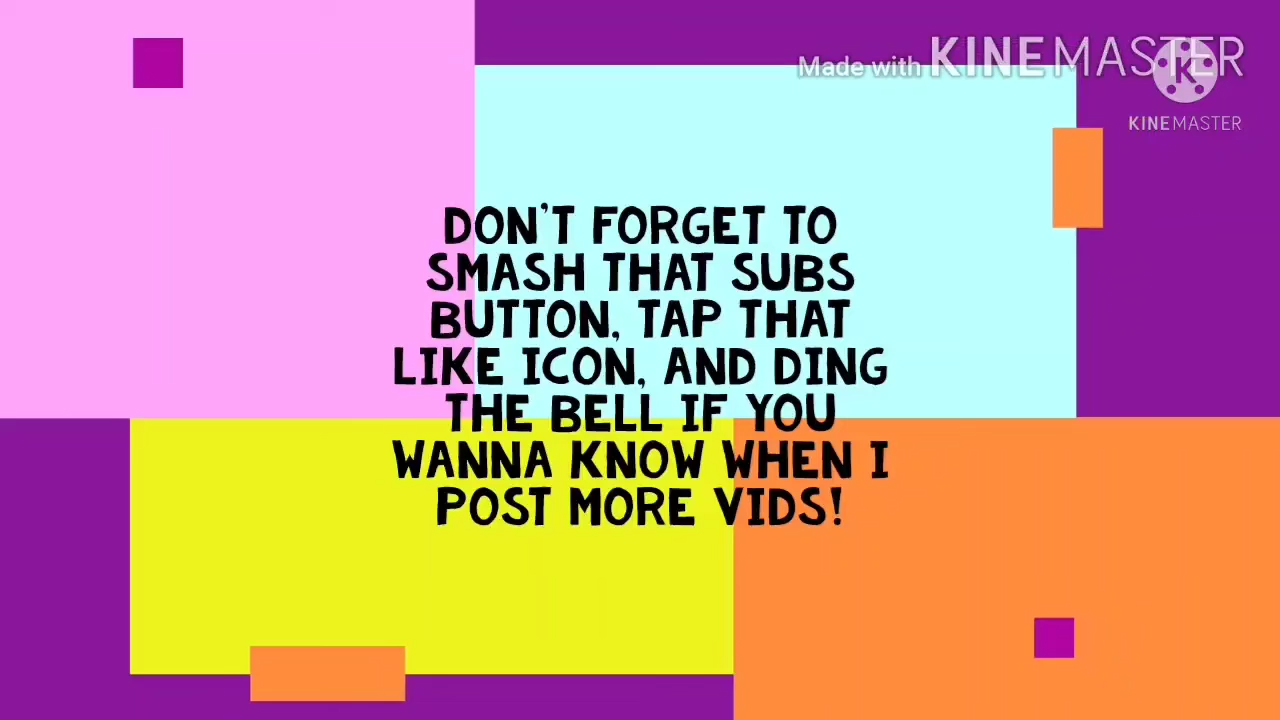 Made with KINEMASTER
KINEMASTER
DON'T FORGET TO
SMASH THAT SUBS
BUTTON, TAP THAT
LIKE ICON, AND DING
THE BELL IF YOU
WANNA KNOW WHEN I
POST MORE VIDS!